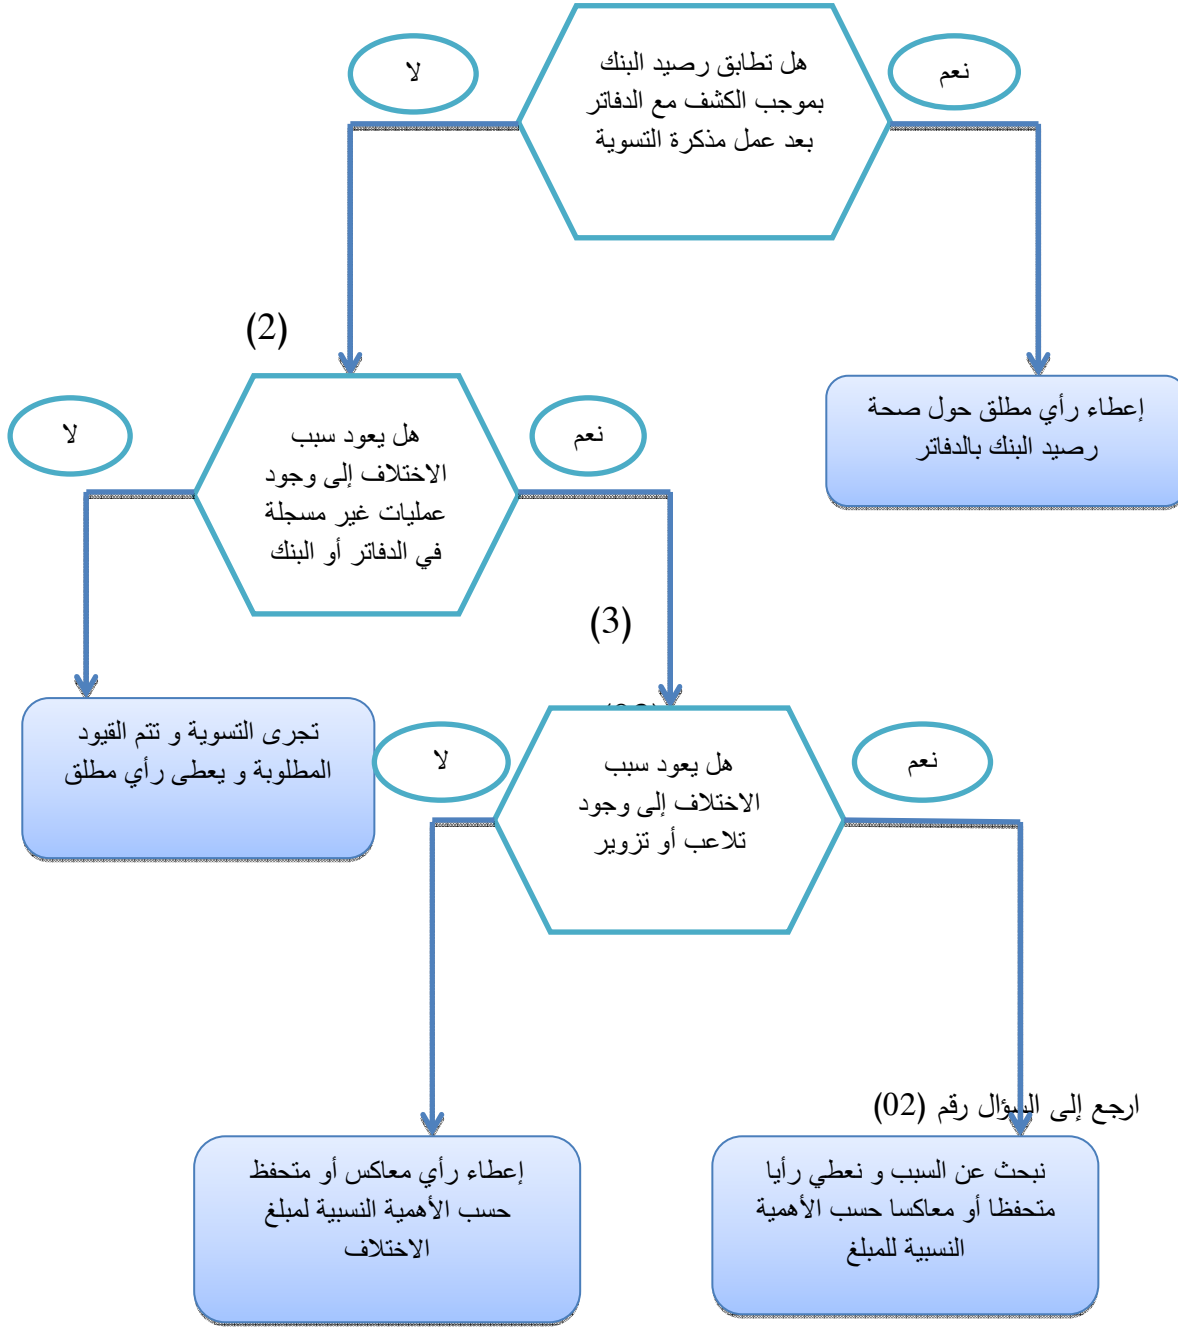 هل تطابق رصيد البنك
بموجب الكشف مع الدفاتر
بعد عمل مذكرة التسوية
نعم
لا
(2)
إعطاء رأي مطلق حول صحة
رصيد البنك بالدفاتر
هل يعود سبب
الاختلاف إلى وجود
عمليات غير مسجلة
في الدفاتر أو البنك
نعم
لا
(3)
تجرى التسوية و تتم القيود
المطلوبة و يعطى رأي مطلق
هل يعود سبب
الاختلاف إلى وجود
تلاعب أو تزوير
نعم
لا
ارجع إلى السؤال رقم (02)
نبحث عن السبب و نعطي رأيا
متحفظا أو معاكسا حسب الأهمية
النسبية للمبلغ
إعطاء رأي معاكس أو متحفظ
حسب الأهمية النسبية لمبلغ
الاختلاف